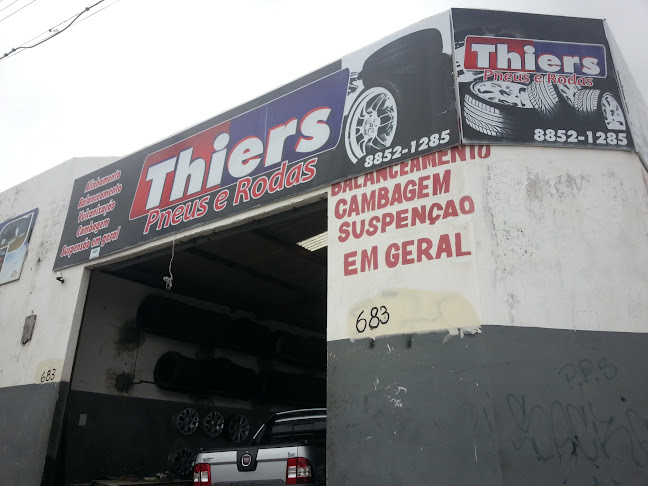 Thiers
Pneus e Rodas
8852-1285
Alinhamento
Balanceamento
Vulcanização
Cambagem
Suspensão em geral
Thiers
Pneus e Rodas
8852-1285
BALANCEAMENTO
CAMBAGEM
SUSPENÇAO
EM GERAL
683
683
P.P.S